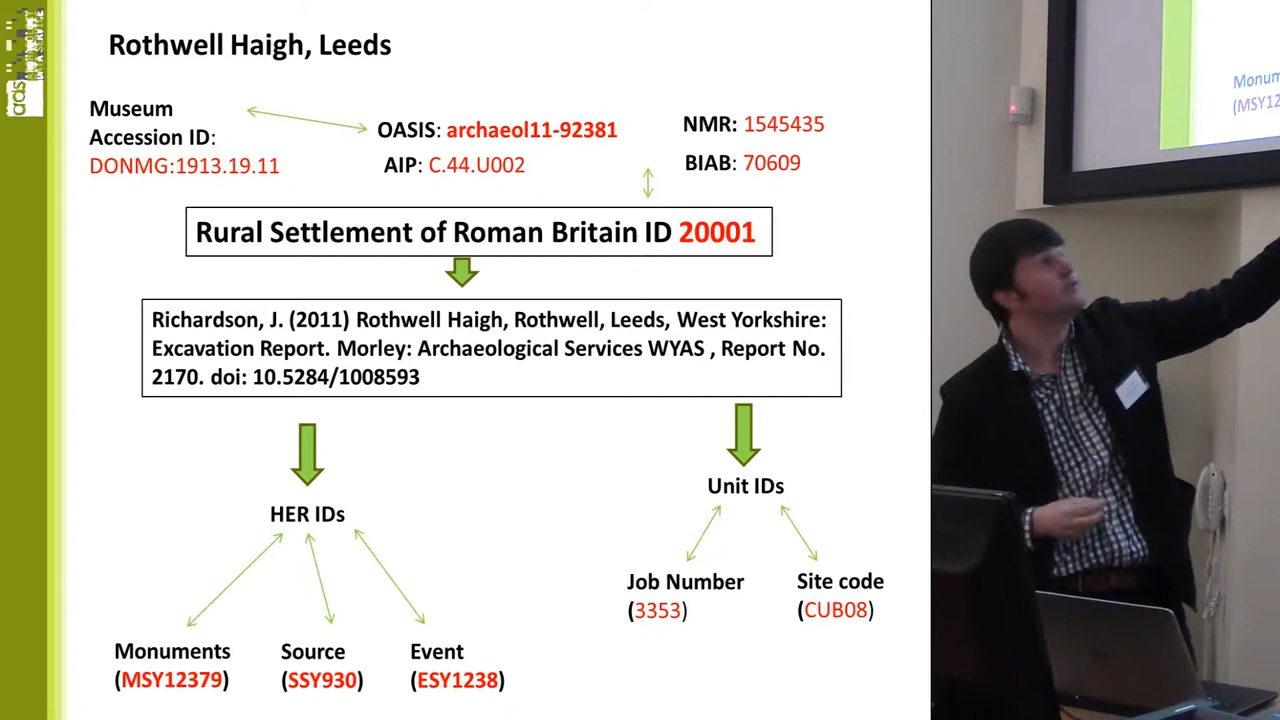 Rothwell Haigh, Leeds
ads
Museum
Accession ID:
DONMG:1913.19.11
OASIS: archaeol11-92381
AIP: C.44.U002
NMR: 1545435
BIAB: 70609
Rural Settlement of Roman Britain ID 20001
Richardson, J. (2011) Rothwell Haigh, Rothwell, Leeds, West Yorkshire:
Excavation Report. Morley: Archaeological Services WYAS , Report No.
2170. doi: 10.5284/1008593
HER IDs
Unit IDs
Job Number
(3353)
Site code
(CUB08)
Monuments
(MSY12379)
Source
(SSY930)
Event
(ESY1238)
Monum
(MSY12